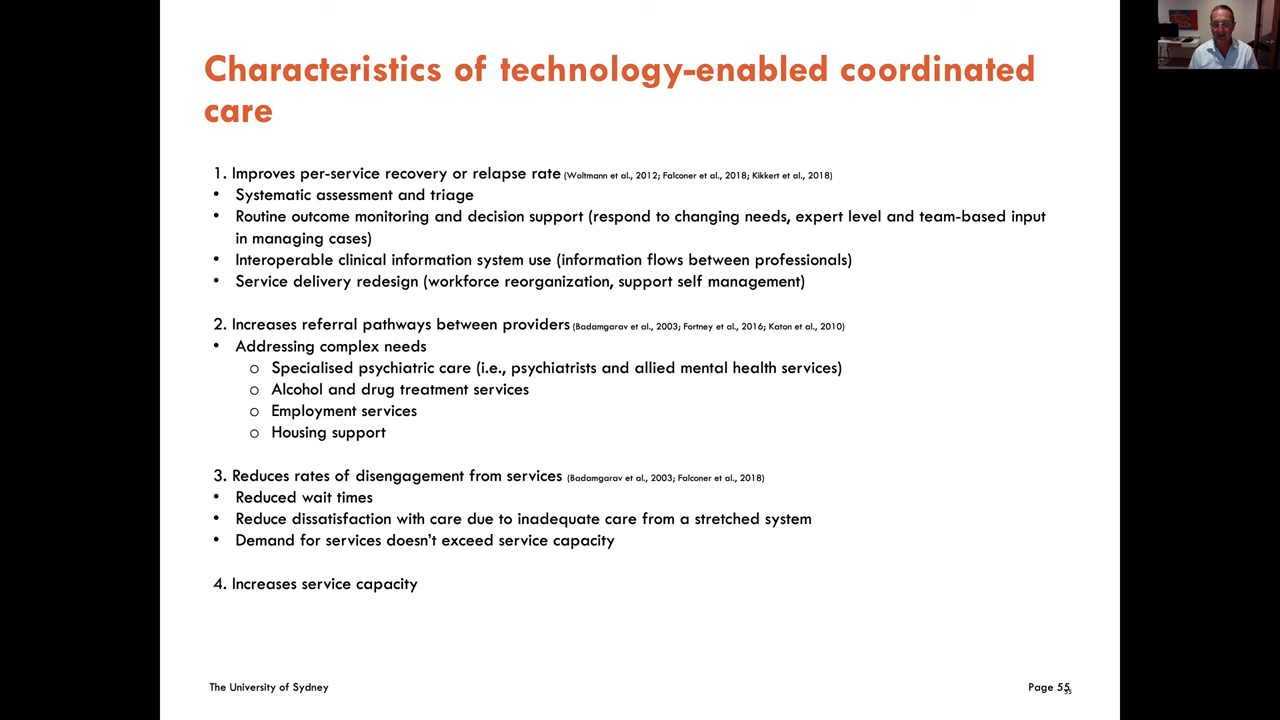 Characteristics of technology-enabled coordinated
care
1. Improves per-service recovery or relapse rate (Woltmann et al., 2012; Falconer et al., 2018; Kikkert et al., 2018)
• Systematic assessment and triage
• Routine outcome monitoring and decision support (respond to changing needs, expert level and team-based input
in managing cases)
• Interoperable clinical information system use (information flows between professionals)
• Service delivery redesign (workforce reorganization, support self management)
2. Increases referral pathways between providers (Badamgarav et al., 2003; Fortney et al., 2016; Katon et al., 2010)
• Addressing complex needs
o Specialised psychiatric care (i.e., psychiatrists and allied mental health services)
o Alcohol and drug treatment services
o Employment services
o Housing support
3. Reduces rates of disengagement from services (Badamgarav et al., 2003; Falconer et al., 2018)
• Reduced wait times
• Reduce dissatisfaction with care due to inadequate care from a stretched system
• Demand for services doesn't exceed service capacity
4. Increases service capacity
The University of Sydney
Page 55
55